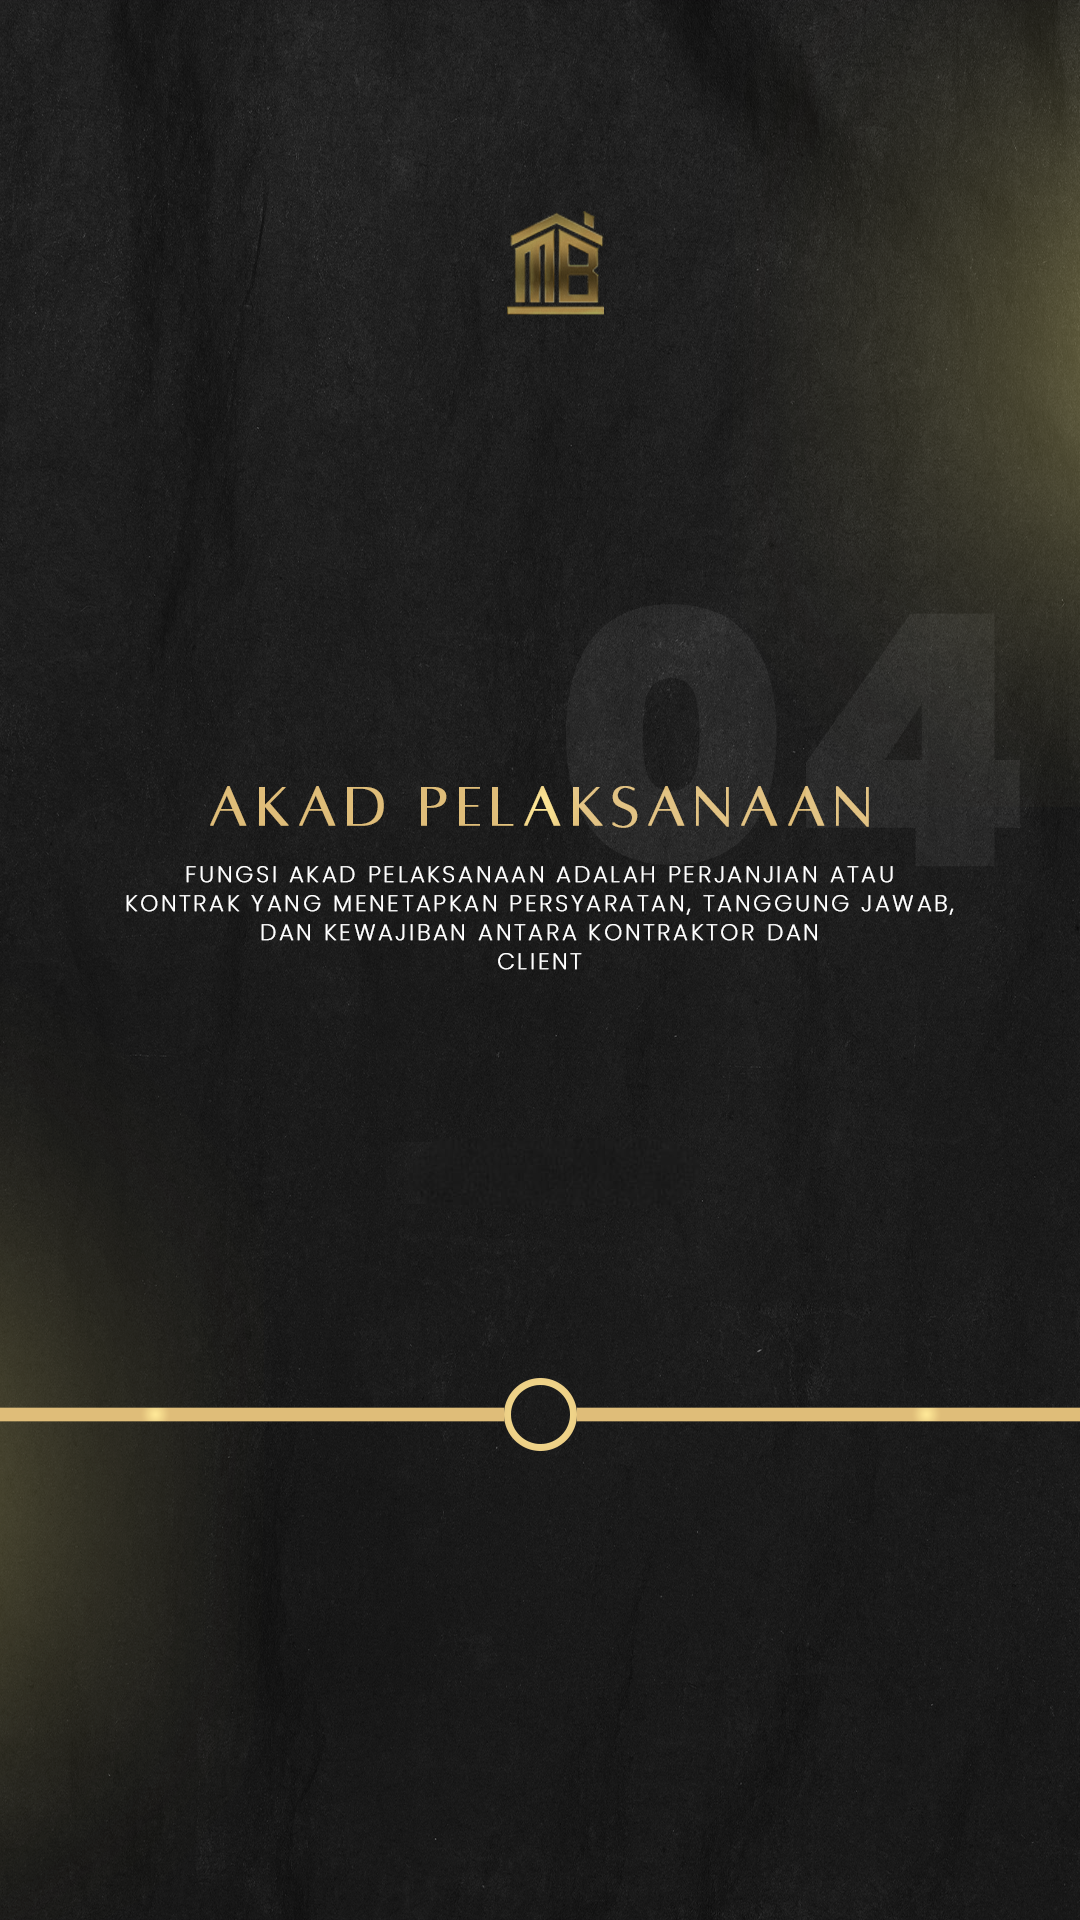 MB
04
AKAD PELAKSANAAN
FUNGSI AKAD PELAKSANAAN ADALAH PERJANJIAN ATAU
KONTRAK YANG MENETAPKAN PERSYARATAN, TANGGUNG JAWAB,
DAN KEWAJIBAN ANTARA KONTRAKTOR DAN
CLIENT